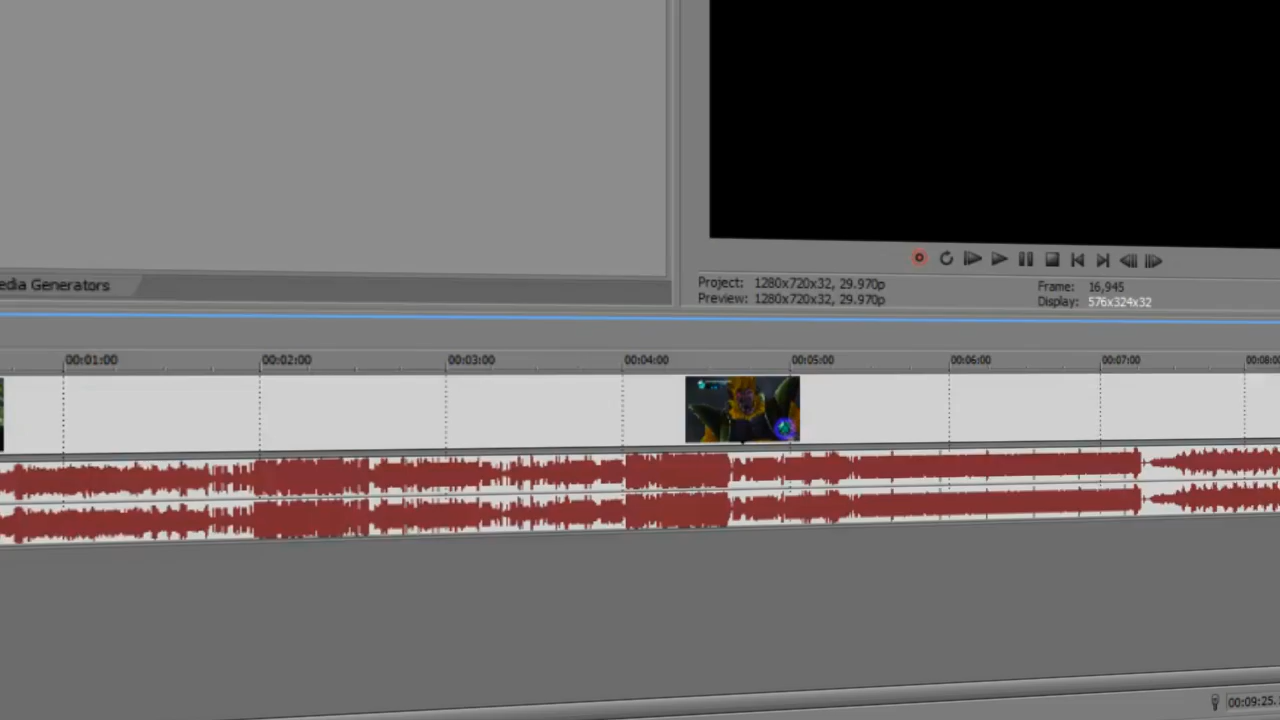 edia Generators
Project: 1280x720x32, 29.970p
Preview: 1280x720x32, 29.970p
Frame: 16,945
Display: 576x324x32
00:01:00 00:02:00 00:03:00 00:04:00 00:05:00 00:06:00 00:07:00 00:08:00
00:09:25.